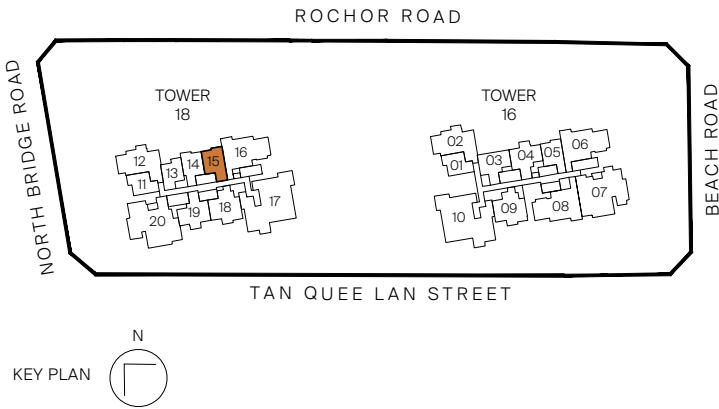 ROCHOR ROAD
NORTH BRIDGE ROAD
BEACH ROAD
TOWER
18
TOWER
16
12
11
13
14
15
16
20
19
18
17
02
01
03
04
05
06
10
09
08
07
TAN QUEE LAN STREET
N
KEY PLAN